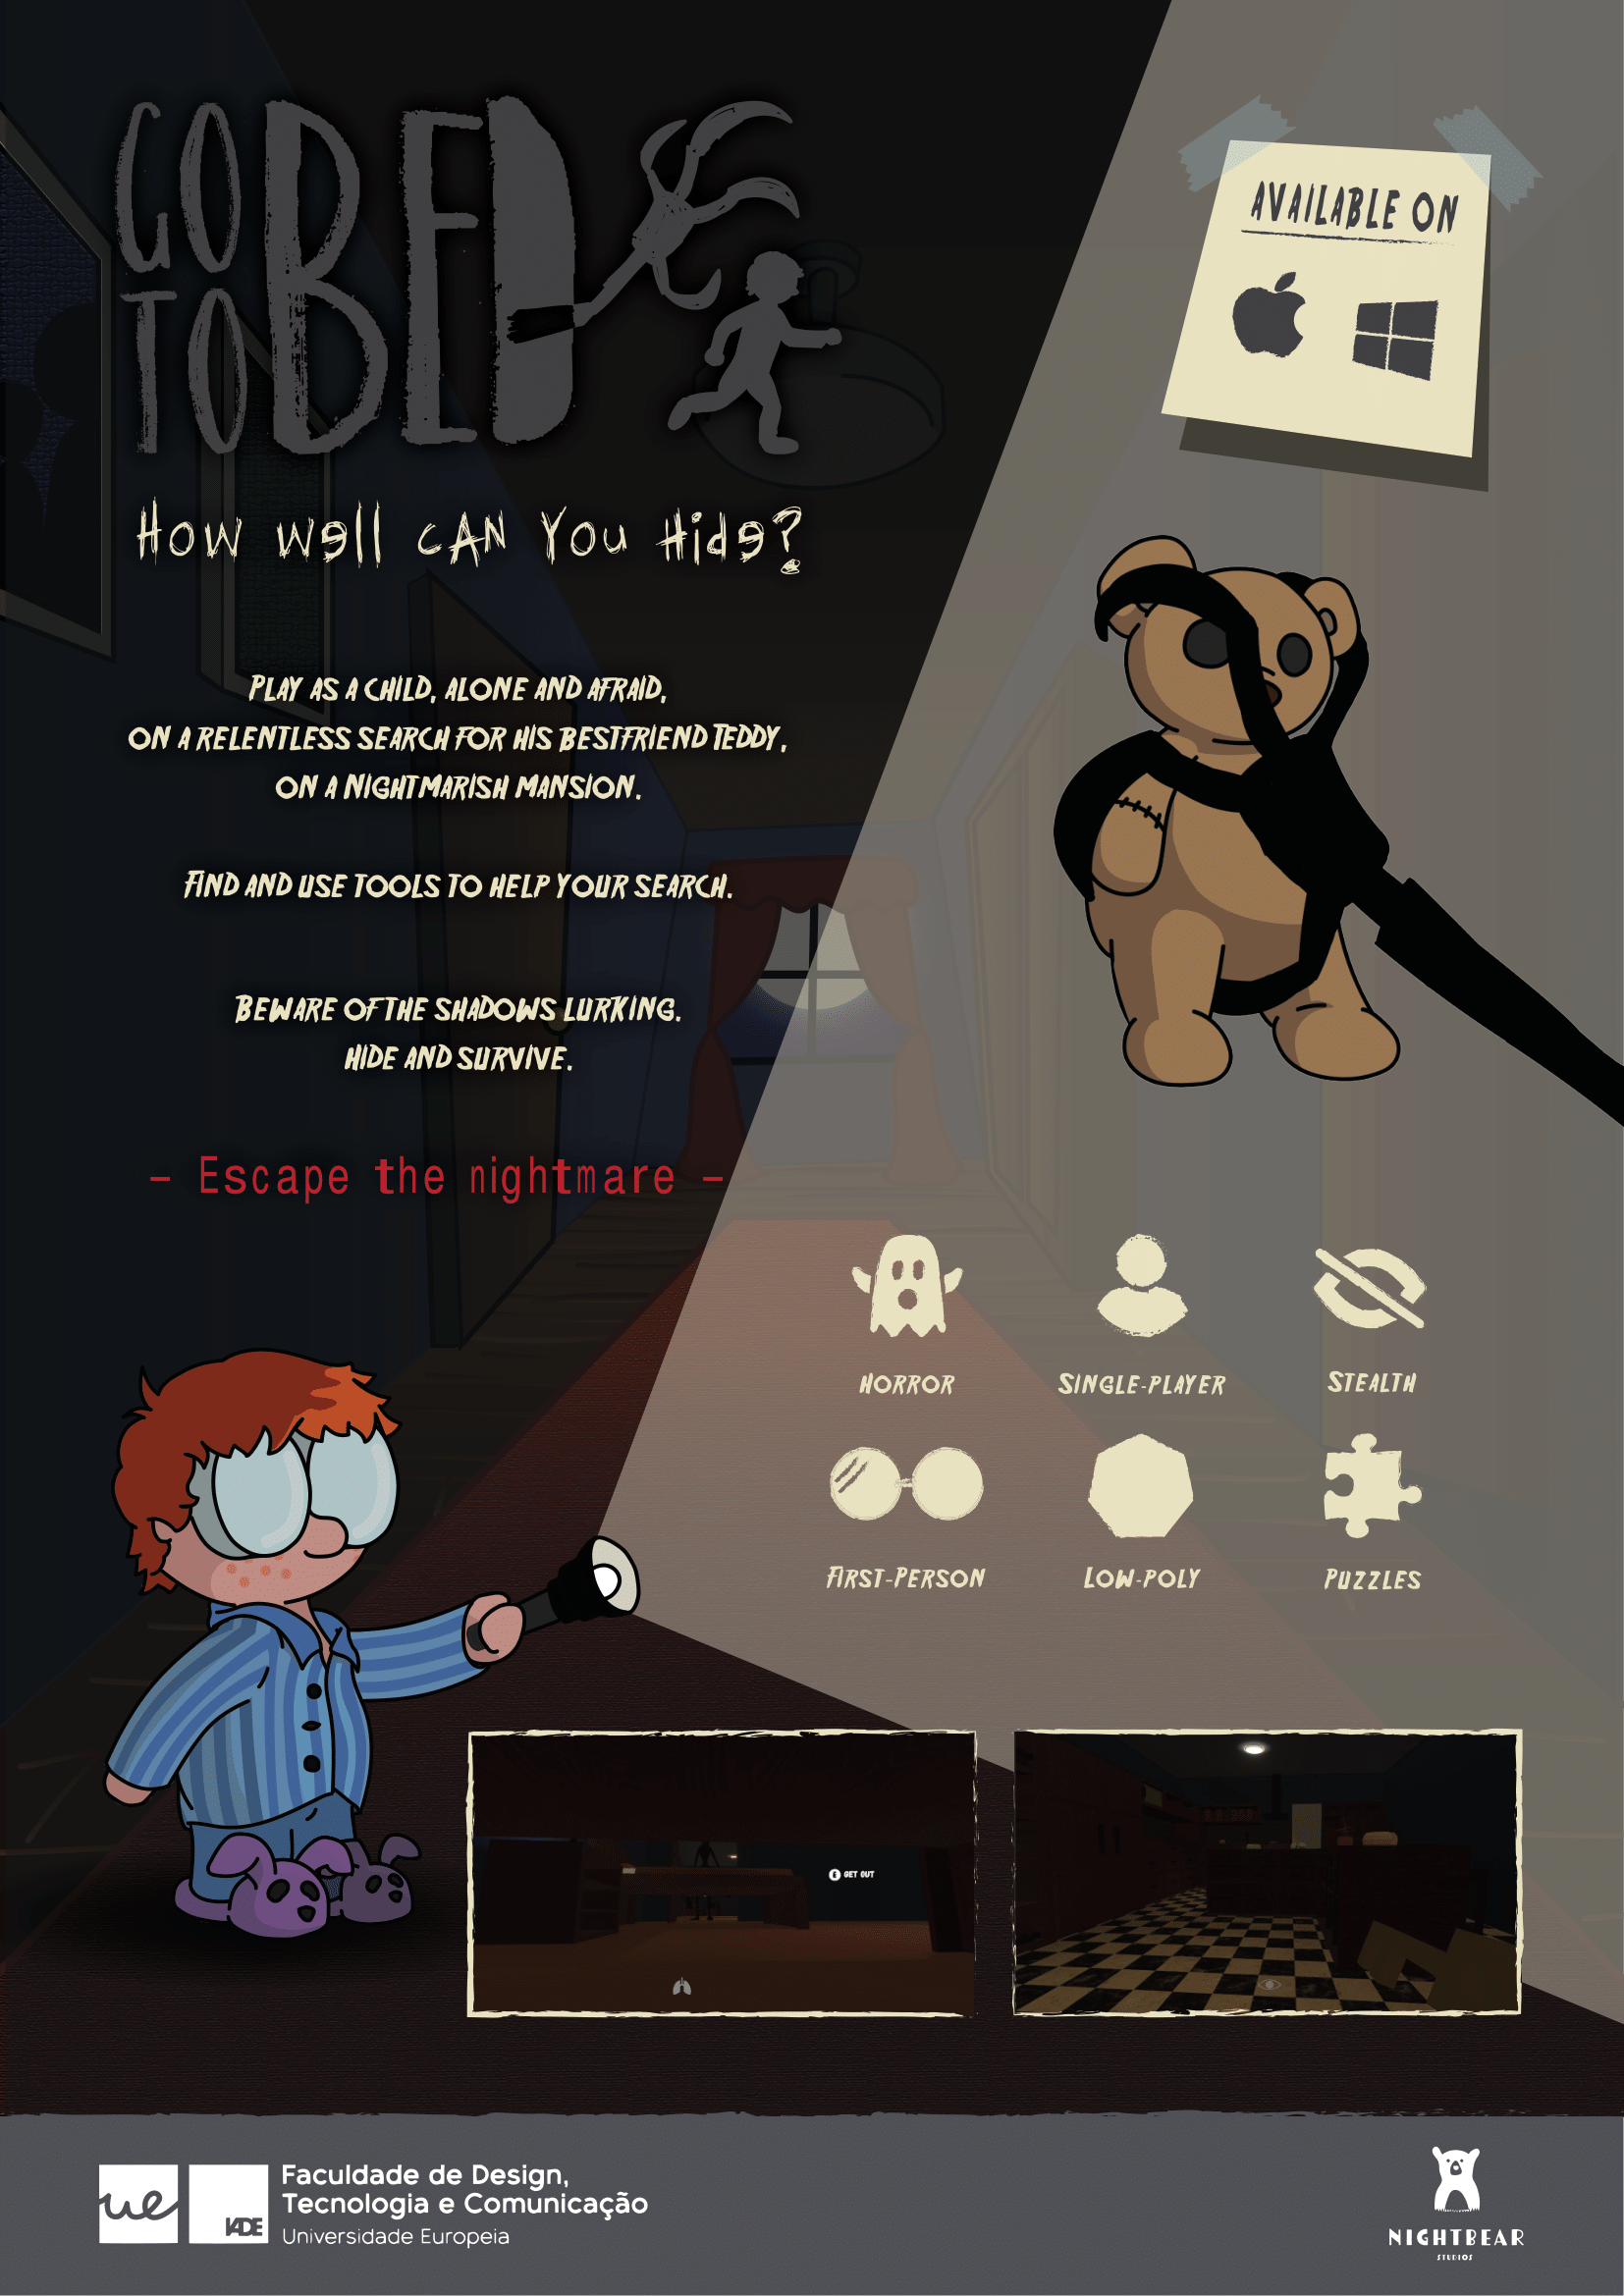 GO TO BED
How well can you Hide?
Play as a child, alone and afraid,
on a relentless search for his bestfriend Teddy,
on a nightmarish mansion.
Find and use tools to help your search.
Beware of the shadows lurking.
Hide and survive.
- Escape the nightmare -
AVAILABLE ON
HORROR
SINGLE-PLAYER
STEALTH
FIRST-PERSON
LOW-POLY
PUZZLES
E GET OUT
ue
IADE
Faculdade de Design,
Tecnologia e Comunicação
Universidade Europeia
NIGHTBEAR
STUDIOS